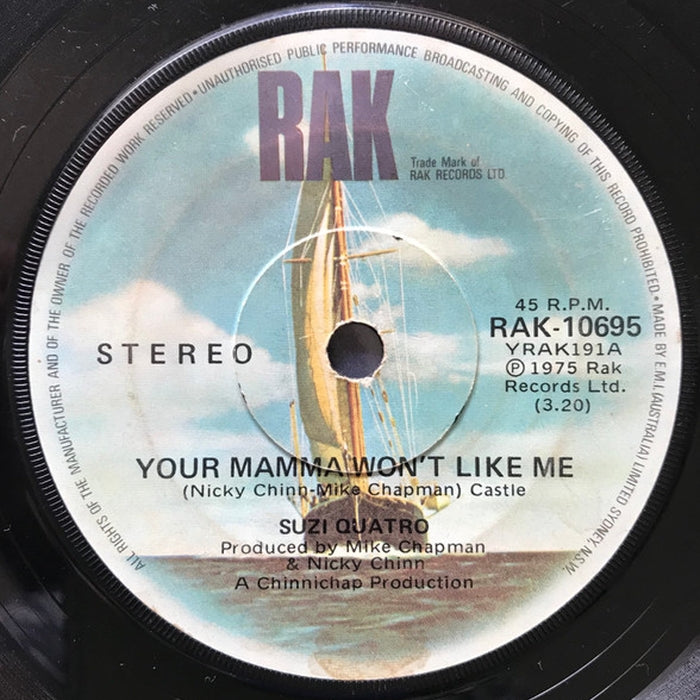 ALL RIGHTS OF THE MANUFACTURER AND OF THE OWNER OF THE RECORDED WORK RESERVED • UNAUTHORISED PUBLIC PERFORMANCE BROADCASTING AND COPYING OF THIS RECORD PROHIBITED • MADE BY E.M.I. (AUSTRALIA) LIMITED SYDNEY, N.S.W.
RAK
Trade Mark of
RAK RECORDS LTD.
45 R.P.M.
RAK-10695
STEREO
YRAK191A
Ⓟ 1975 Rak
Records Ltd.
(3.20)
YOUR MAMMA WON'T LIKE ME
(Nicky Chinn-Mike Chapman) Castle
SUZI QUATRO
Produced by Mike Chapman
& Nicky Chinn
A Chinnichap Production